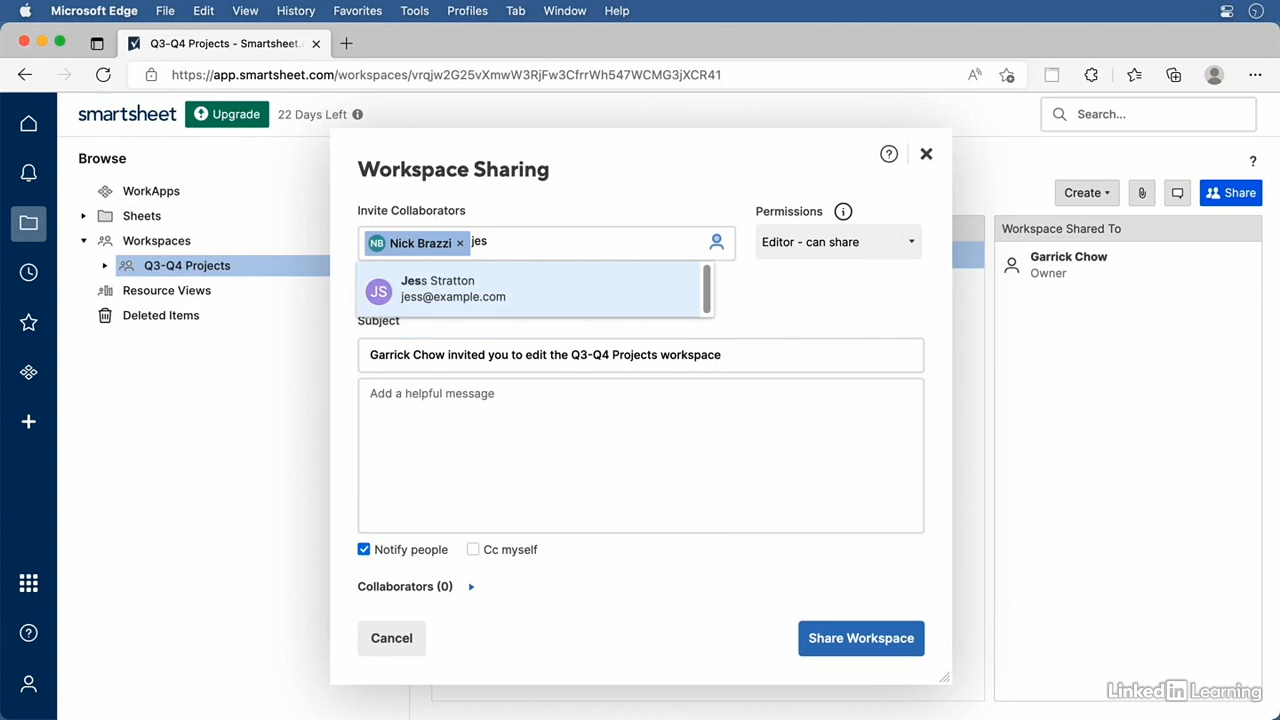 Microsoft Edge File Edit View History Favorites Tools Profiles Tab Window Help
Q3-Q4 Projects - Smartsheet.
https://app.smartsheet.com/workspaces/vrqjw2G25vXmwW3RjFw3CfrrWh547WCMG3jXCR41
smartsheet Upgrade 22 Days Left
Search...
Browse
WorkApps
Sheets
Workspaces
Q3-Q4 Projects
Resource Views
Deleted Items
Create
Share
Workspace Shared To
Garrick Chow
Owner
Workspace Sharing
Invite Collaborators
Permissions
NB Nick Brazzi × jes
Editor - can share
JS
Jess Stratton
jess@example.com
Subject
Garrick Chow invited you to edit the Q3-Q4 Projects workspace
Add a helpful message
Notify people
Cc myself
Collaborators (0)
Cancel
Share Workspace
Linked in Learning